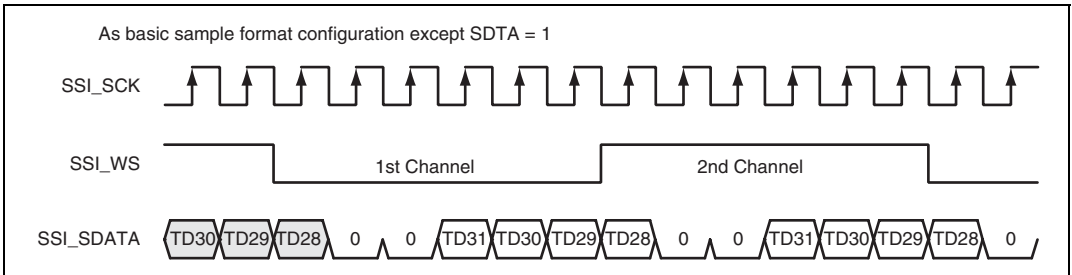 As basic sample format configuration except SDTA = 1
SSI_SCK
SSI_WS 1st Channel 2nd Channel
SSI_SDATA TD30 TD29 TD28 0 0 TD31 TD30 TD29 TD28 0 0 TD31 TD30 TD29 TD28 0